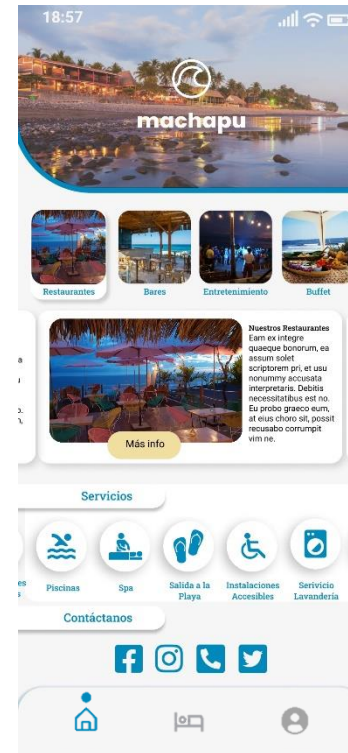 18:57
machapu
Restaurantes
Bares
Entretenimiento
Buffet
Nuestros Restaurantes
Eam ex integre
quaeque bonorum, ea
assum solet
scriptorem pri, et usu
nonummy accusata
interpretaris. Debitis
necessitatibus est no.
Eu probo graeco eum,
at eius choro sit, possit
recusabo corrumpit
vim ne.
Más info
Servicios
Piscinas
Spa
Salida a la
Playa
Instalaciones
Accesibles
Serivicio
Lavandería
Contáctanos